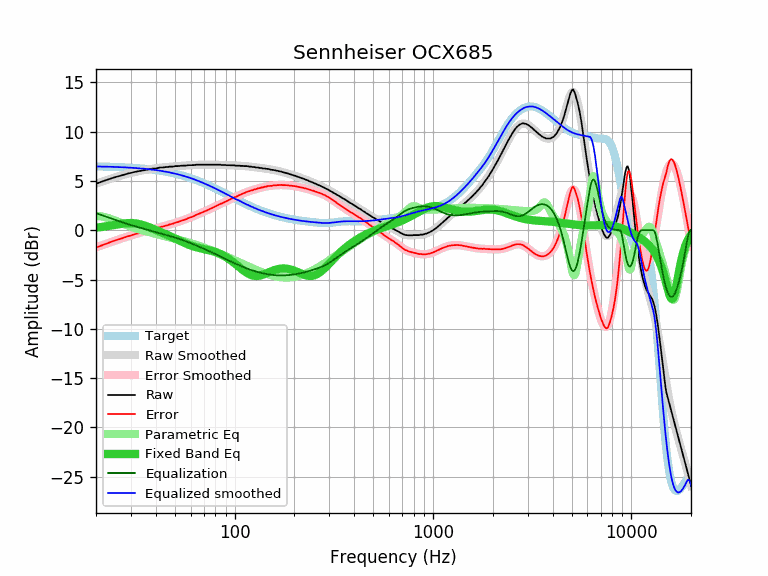 Sennheiser OCX685
15
10
5
0
−5
−10
−15
−20
−25
Amplitude (dBr)
Target
Raw Smoothed
Error Smoothed
Raw
Error
Parametric Eq
Fixed Band Eq
Equalization
Equalized smoothed
100
1000
10000
Frequency (Hz)